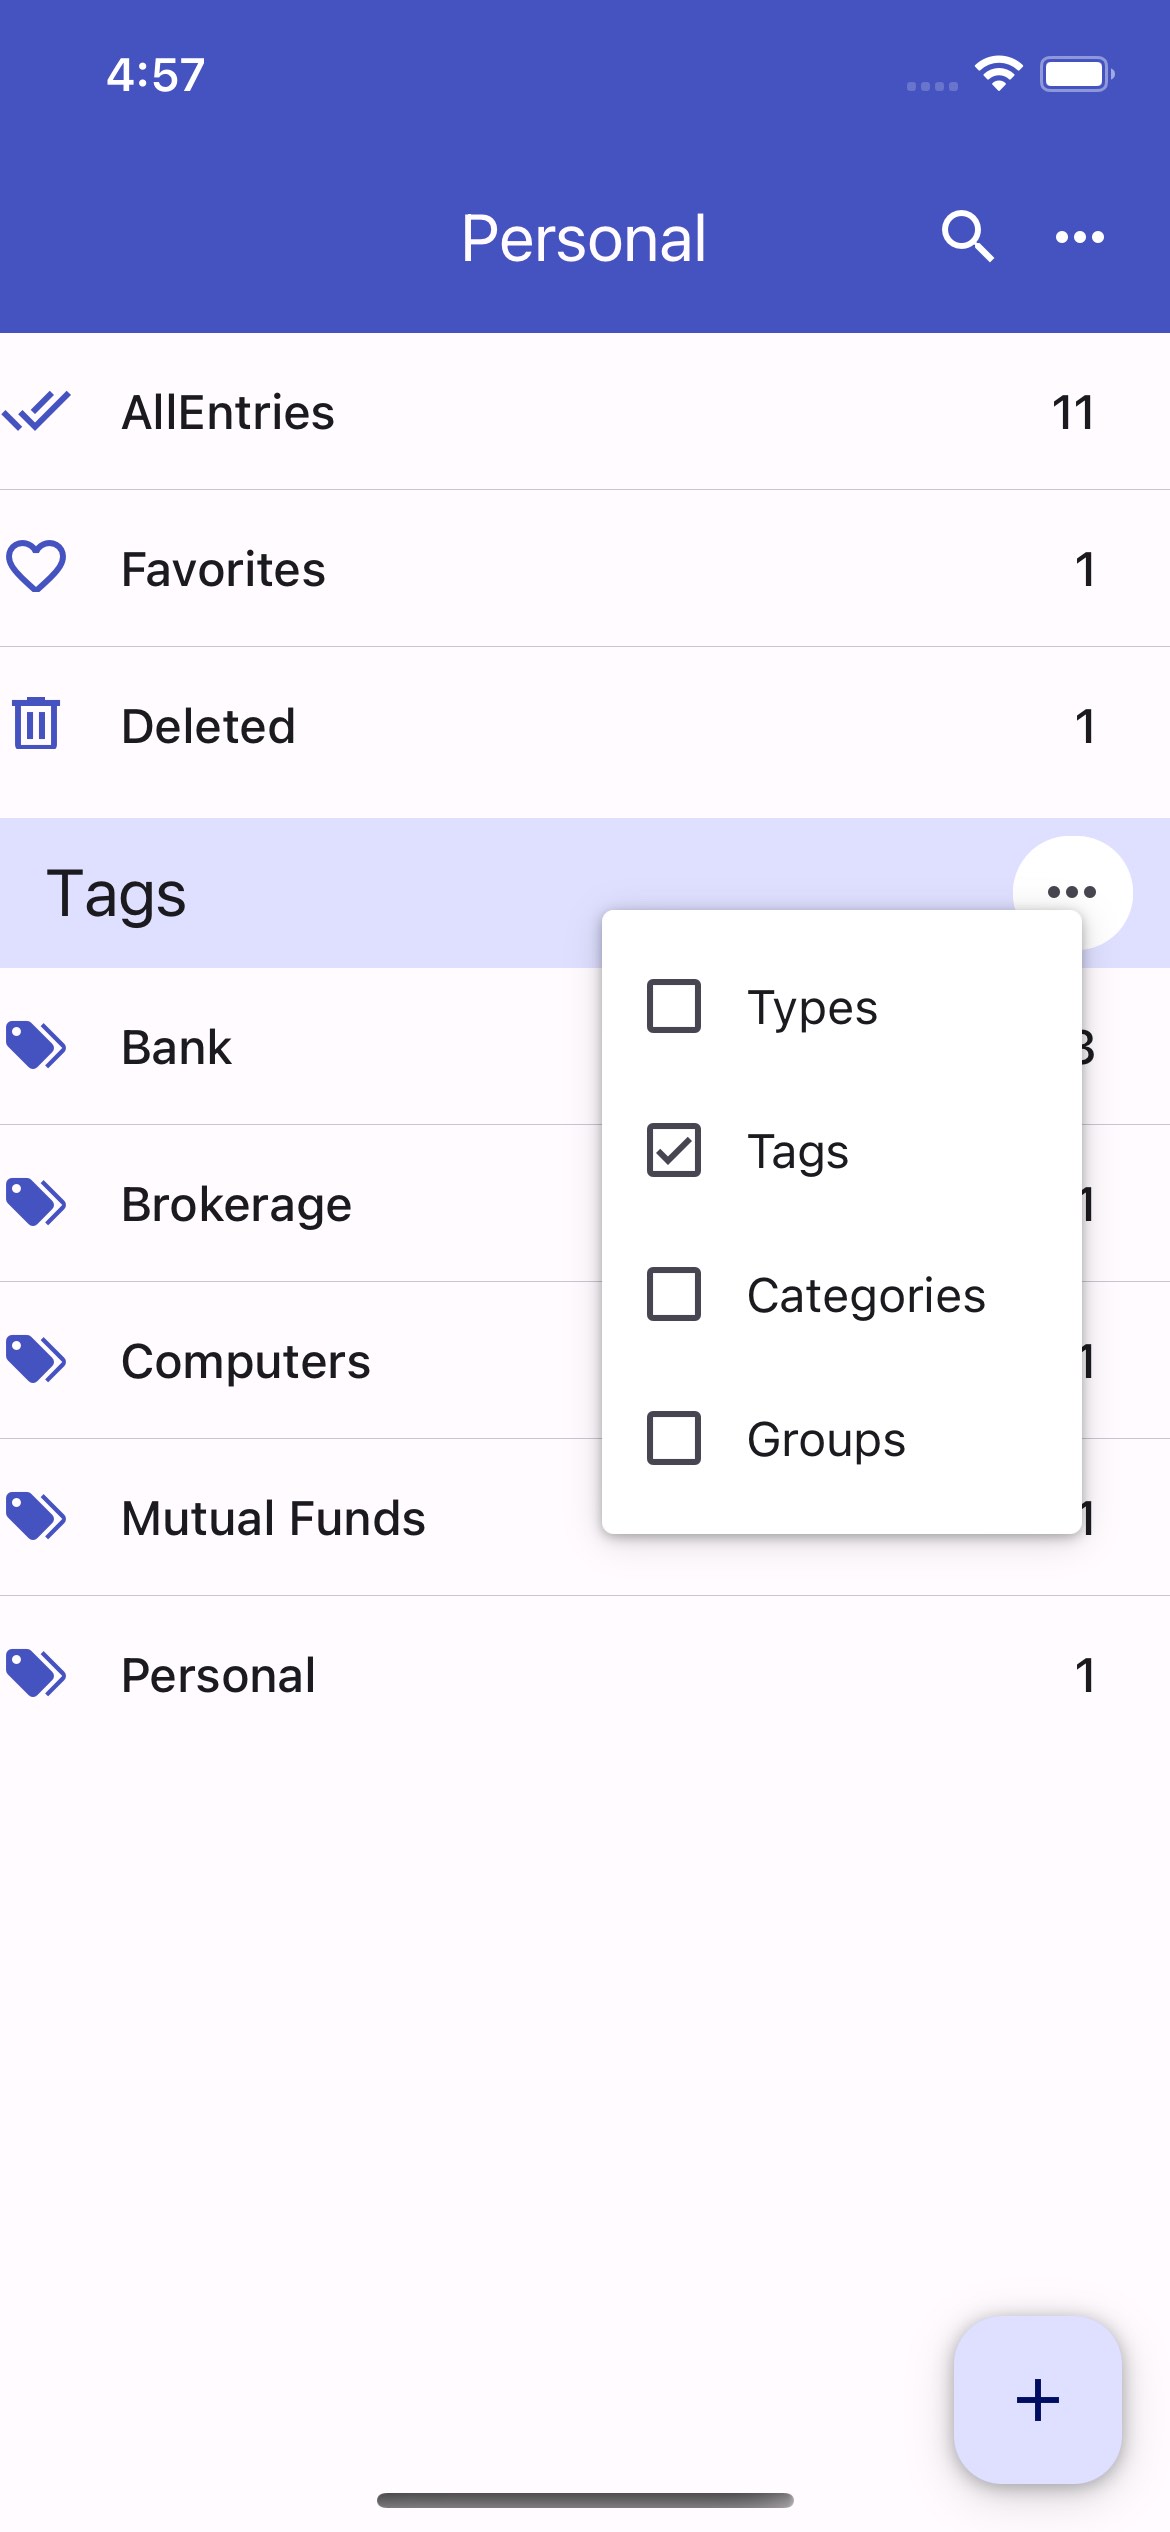 4:57
Personal
AllEntries 11
Favorites 1
Deleted 1
Tags
Types
Bank 3
Tags
Brokerage 1
Categories
Computers 1
Groups
Mutual Funds 1
Personal 1